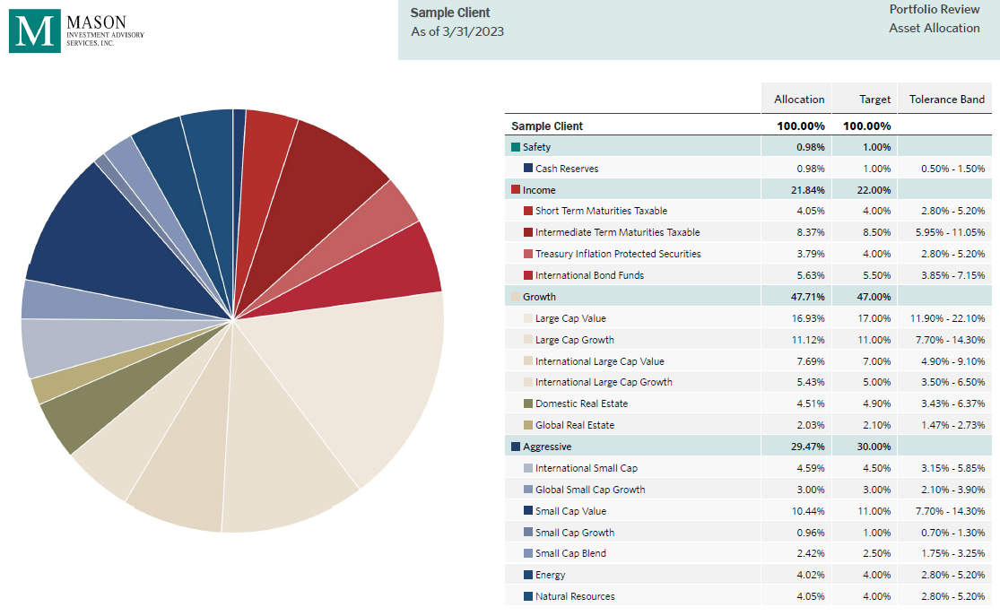 M MASON
INVESTMENT ADVISORY
SERVICES, INC.
Sample Client
As of 3/31/2023
Portfolio Review
Asset Allocation
Allocation Target Tolerance Band
Sample Client 100.00% 100.00%
Safety 0.98% 1.00%
Cash Reserves 0.98% 1.00% 0.50% - 1.50%
Income 21.84% 22.00%
Short Term Maturities Taxable 4.05% 4.00% 2.80% - 5.20%
Intermediate Term Maturities Taxable 8.37% 8.50% 5.95% - 11.05%
Treasury Inflation Protected Securities 3.79% 4.00% 2.80% - 5.20%
International Bond Funds 5.63% 5.50% 3.85% - 7.15%
Growth 47.71% 47.00%
Large Cap Value 16.93% 17.00% 11.90% - 22.10%
Large Cap Growth 11.12% 11.00% 7.70% - 14.30%
International Large Cap Value 7.69% 7.00% 4.90% - 9.10%
International Large Cap Growth 5.43% 5.00% 3.50% - 6.50%
Domestic Real Estate 4.51% 4.90% 3.43% - 6.37%
Global Real Estate 2.03% 2.10% 1.47% - 2.73%
Aggressive 29.47% 30.00%
International Small Cap 4.59% 4.50% 3.15% - 5.85%
Global Small Cap Growth 3.00% 3.00% 2.10% - 3.90%
Small Cap Value 10.44% 11.00% 7.70% - 14.30%
Small Cap Growth 0.96% 1.00% 0.70% - 1.30%
Small Cap Blend 2.42% 2.50% 1.75% - 3.25%
Energy 4.02% 4.00% 2.80% - 5.20%
Natural Resources 4.05% 4.00% 2.80% - 5.20%